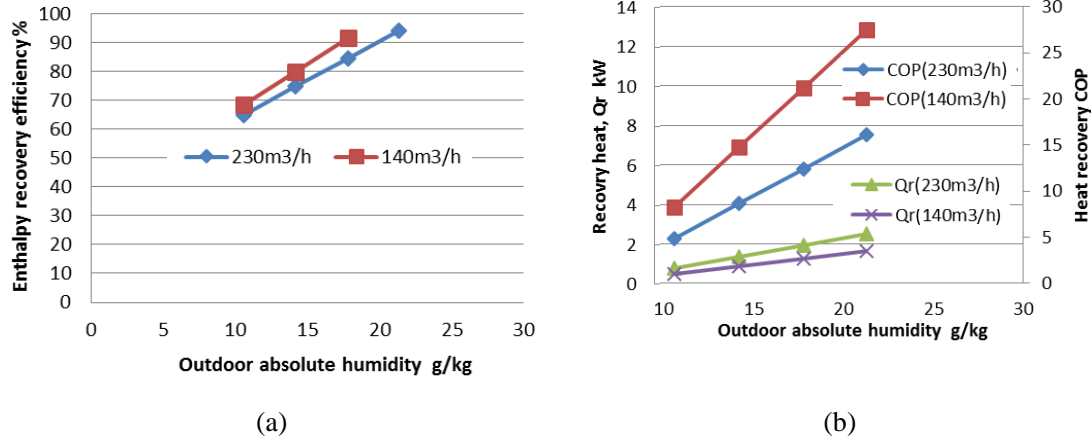 Enthalpy recovery efficiency%
100
90
80
70
60
50
40
30
20
10
0
230m3/h
140m3/h
0
5
10
15
20
25
30
Outdoor absolute humidity g/kg
(a)
Recovry heat, Qr kW
14
12
10
8
6
4
2
0
COP(230m3/h)
COP(140m3/h)
Qr(230m3/h)
Qr(140m3/h)
30
25
20
15
10
5
0
Heat recovery COP
10
15
20
25
30
Outdoor absolute humidity g/kg
(b)